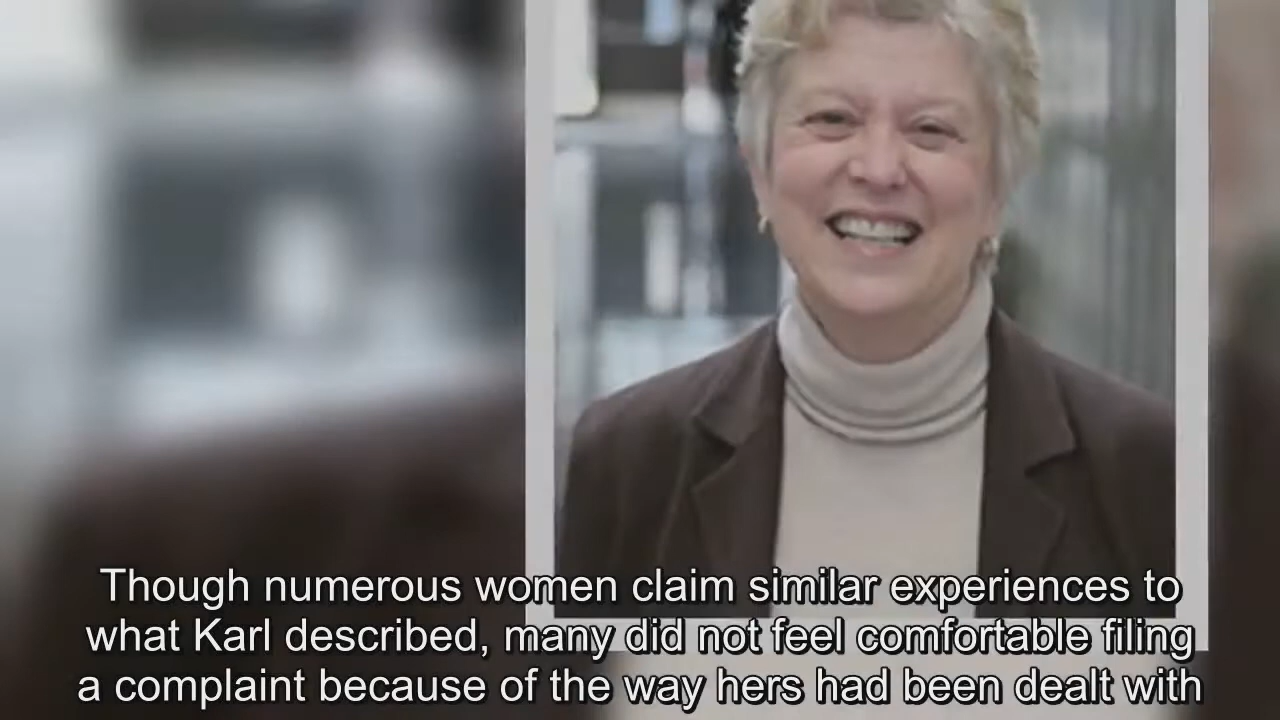 Though numerous women claim similar experiences to
what Karl described, many did not feel comfortable filing
a complaint because of the way hers had been dealt with